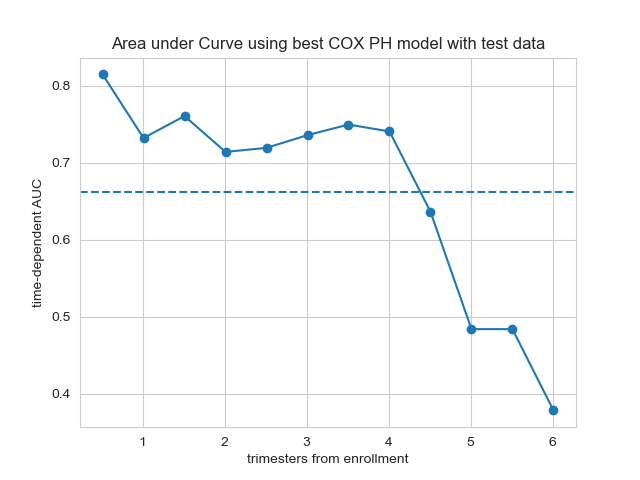 Area under Curve using best COX PH model with test data
time-dependent AUC
0.8
0.7
0.6
0.5
0.4
1 2 3 4 5 6
trimesters from enrollment